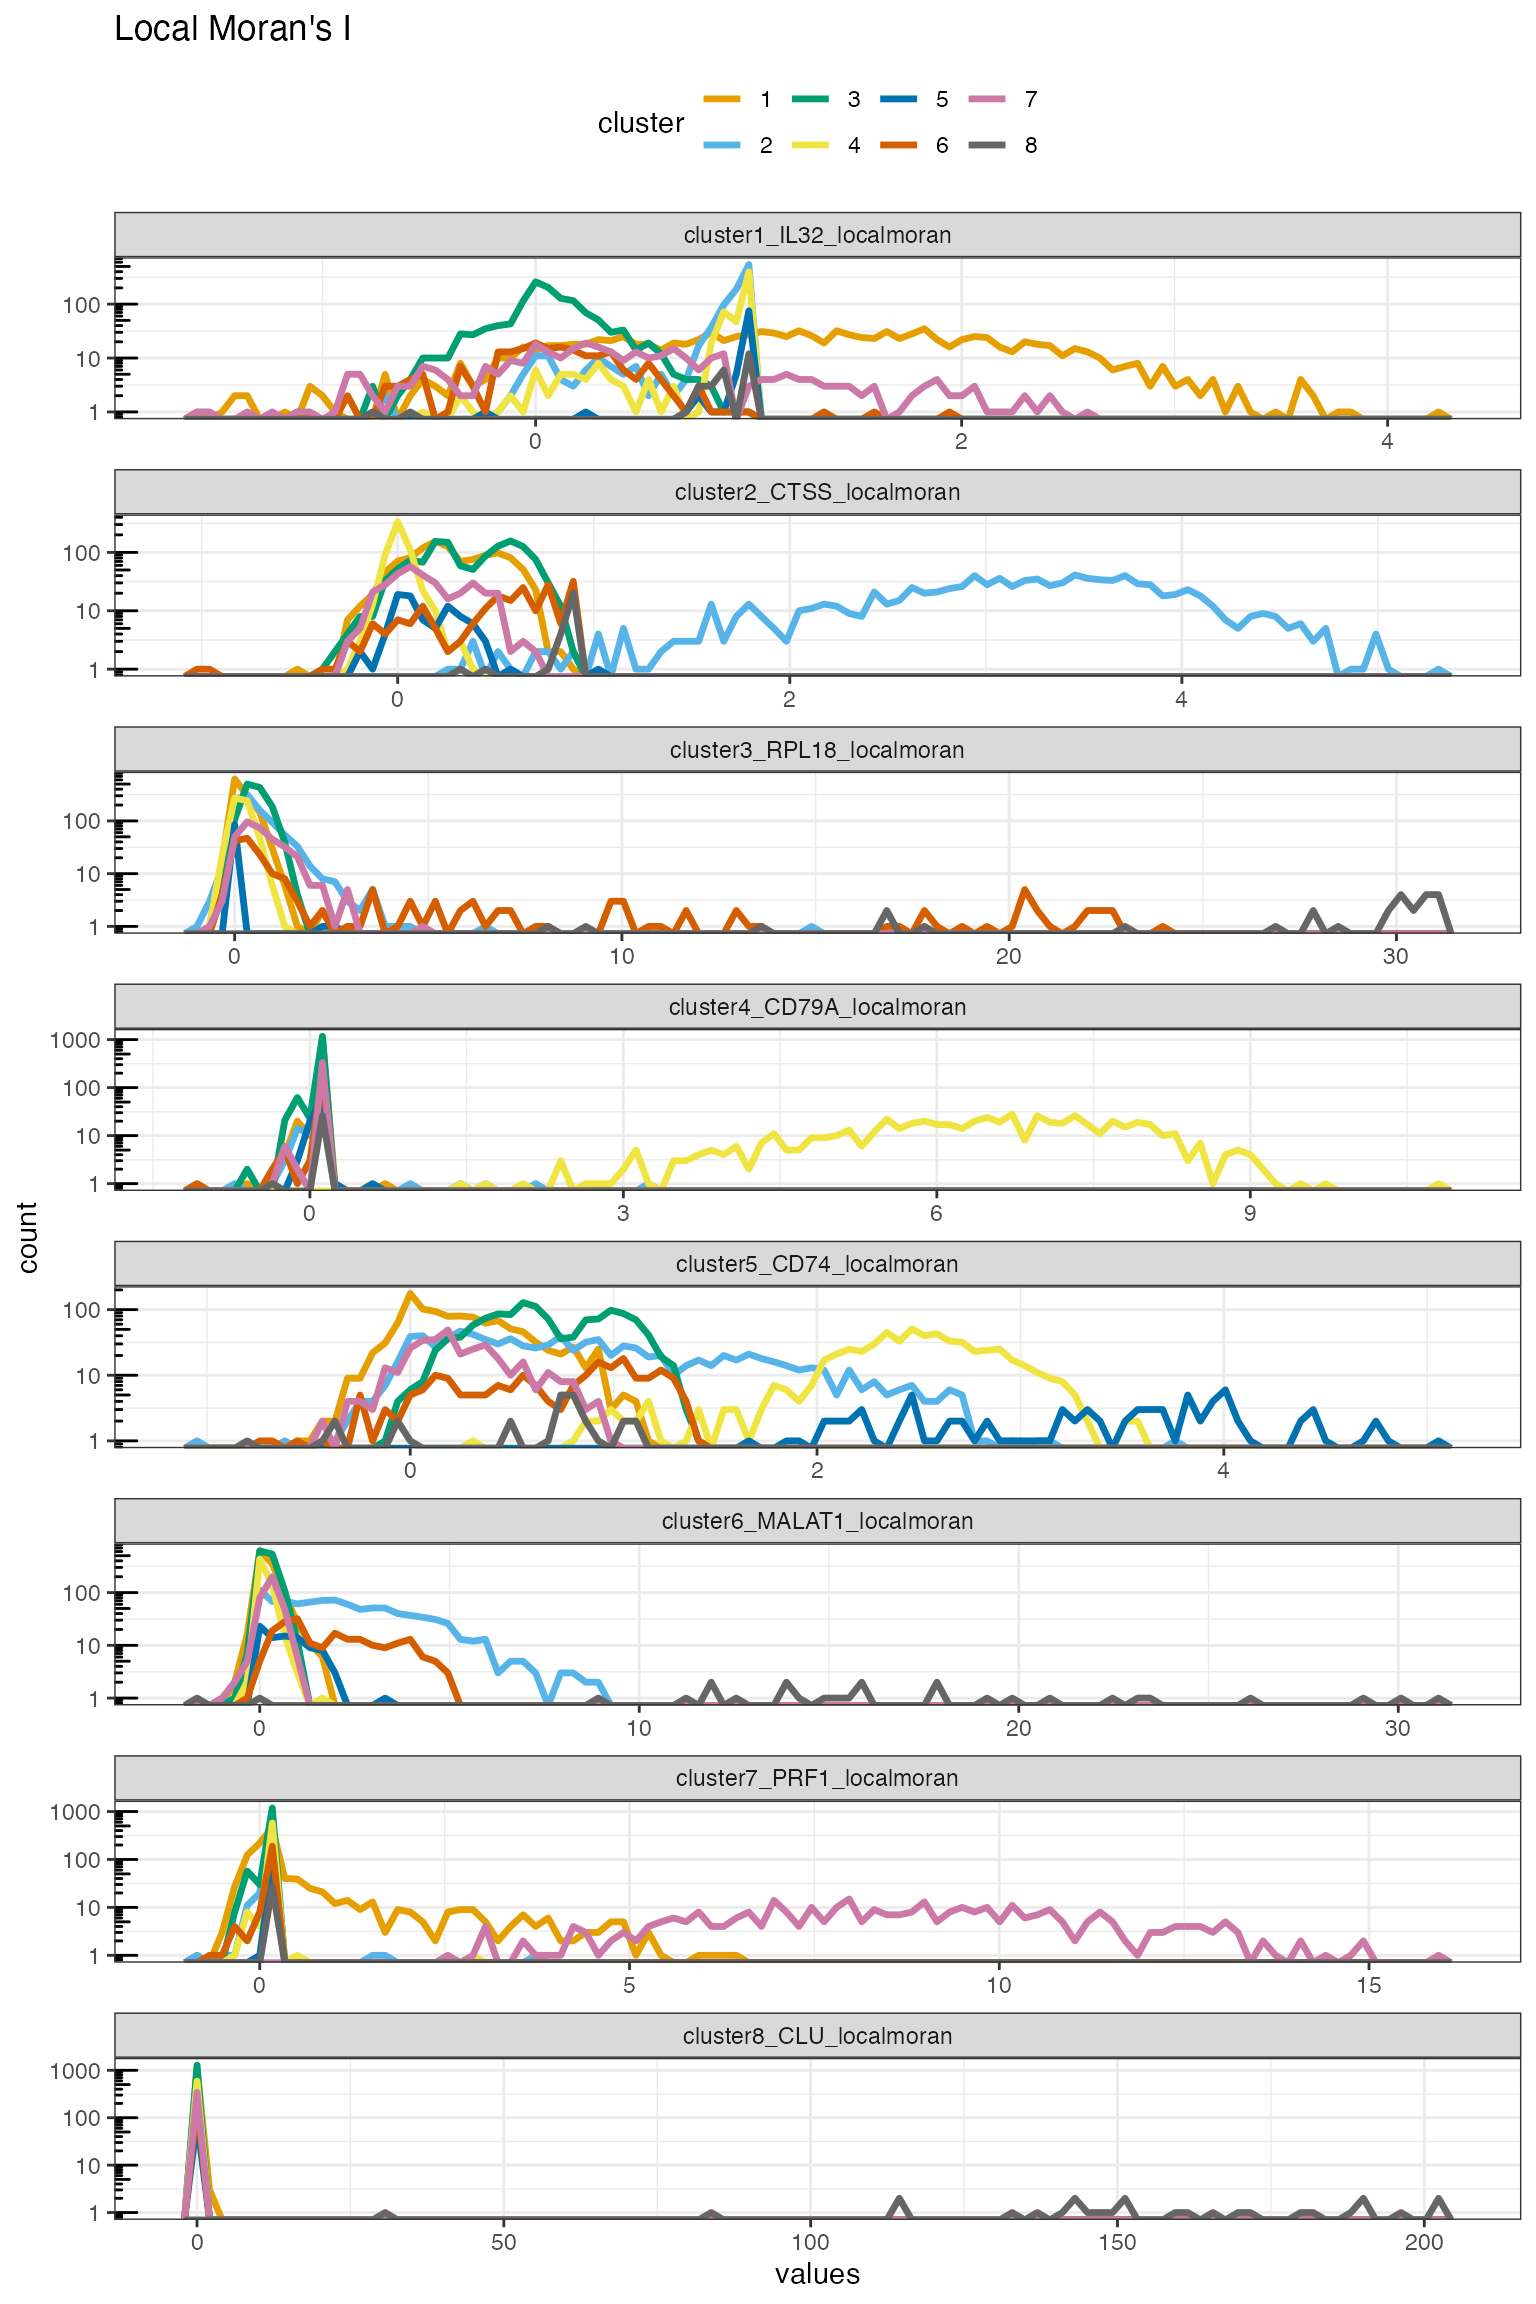 Local Moran's I
cluster
1 3 5 7
2 4 6 8
cluster1_IL32_localmoran
100
10
1
0 2 4
cluster2_CTSS_localmoran
100
10
1
0 2 4
cluster3_RPL18_localmoran
100
10
1
0 10 20 30
cluster4_CD79A_localmoran
1000
100
10
1
0 3 6 9
cluster5_CD74_localmoran
100
10
1
0 2 4
cluster6_MALAT1_localmoran
100
10
1
0 10 20 30
cluster7_PRF1_localmoran
1000
100
10
1
0 5 10 15
cluster8_CLU_localmoran
1000
100
10
1
0 50 100 150 200
values
count